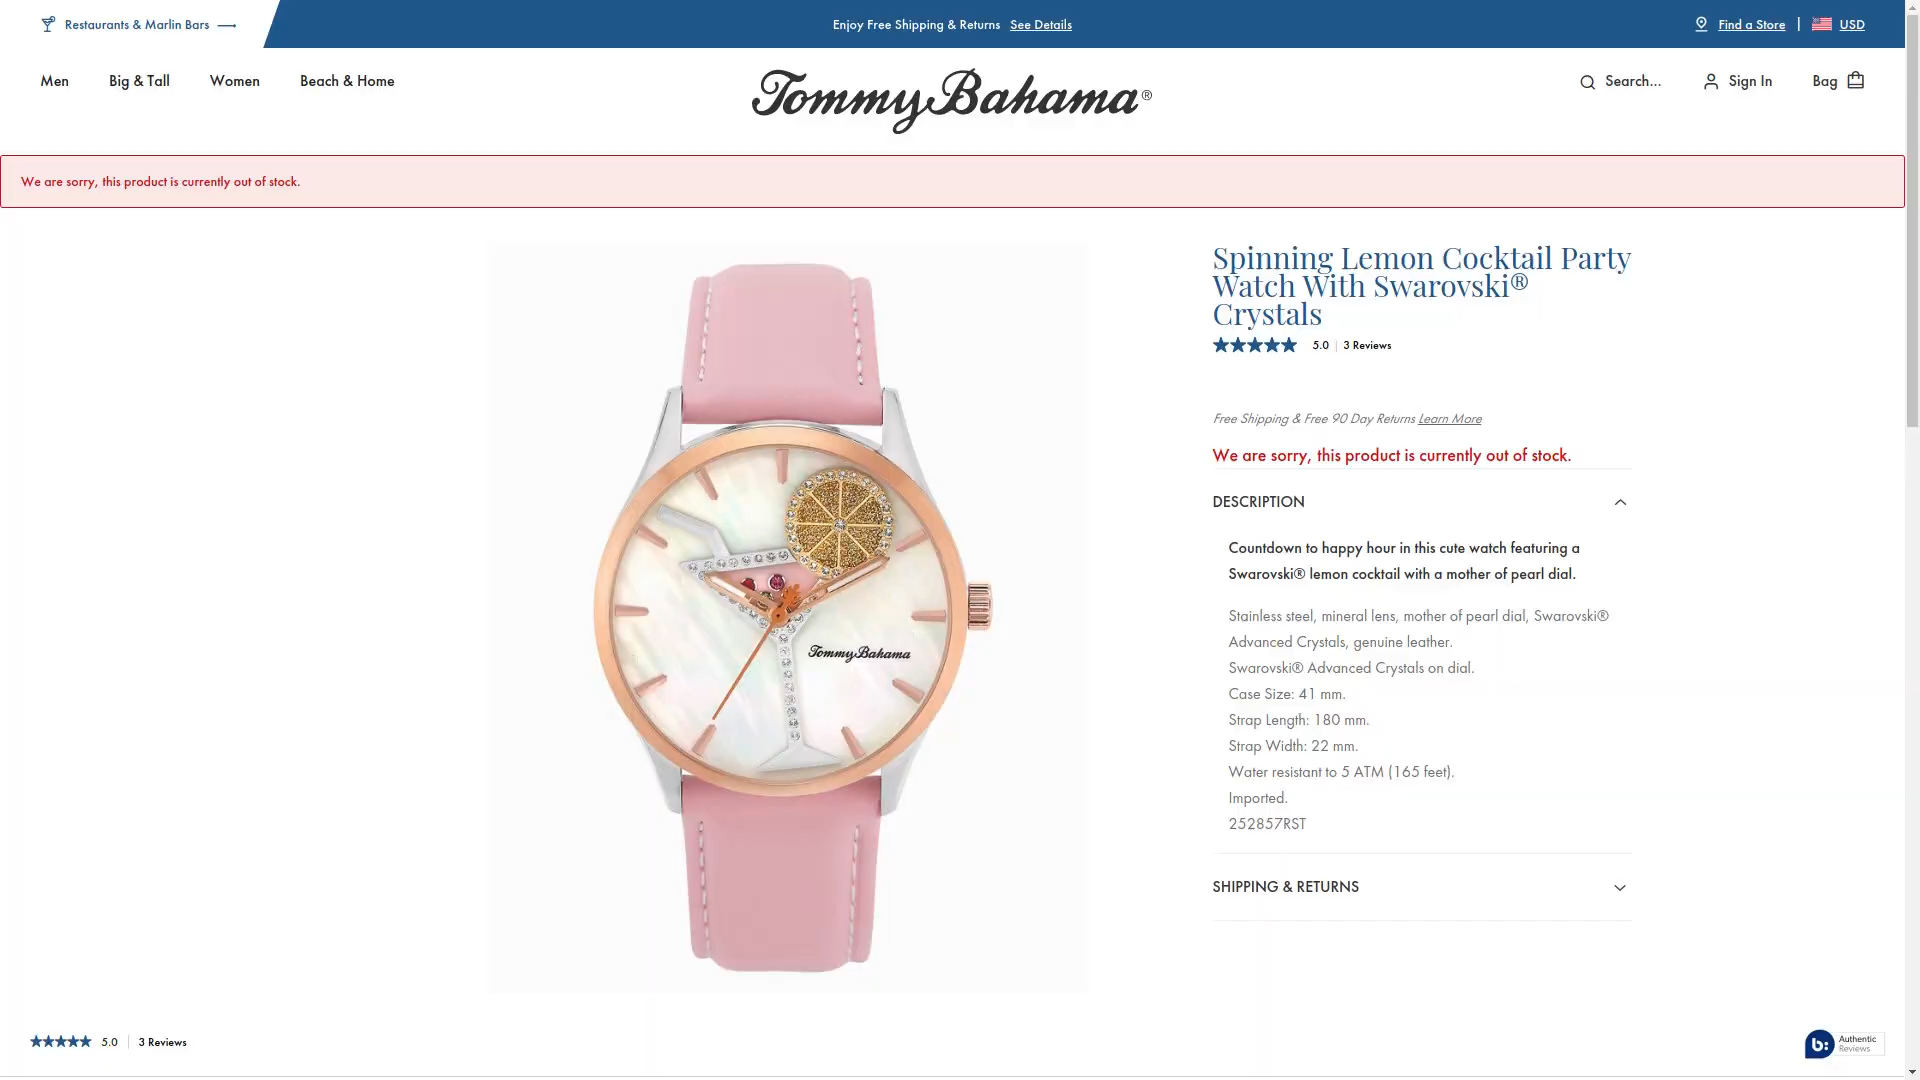 Restaurants & Marlin Bars
Enjoy Free Shipping & Returns See Details
Find a Store | USD
Men
Big & Tall
Women
Beach & Home
Tommy Bahama®
Search...
Sign In
Bag
We are sorry, this product is currently out of stock.
Tommy Bahama
Spinning Lemon Cocktail Party
Watch With Swarovski®
Crystals
5.0 | 3 Reviews
Free Shipping & Free 90 Day Returns Learn More
We are sorry, this product is currently out of stock.
DESCRIPTION
Countdown to happy hour in this cute watch featuring a
Swarovski® lemon cocktail with a mother of pearl dial.
Stainless steel, mineral lens, mother of pearl dial, Swarovski®
Advanced Crystals, genuine leather.
Swarovski® Advanced Crystals on dial.
Case Size: 41 mm.
Strap Length: 180 mm.
Strap Width: 22 mm.
Water resistant to 5 ATM (165 feet).
Imported.
252857RST
SHIPPING & RETURNS
5.0 | 3 Reviews
b:
Authentic
Reviews